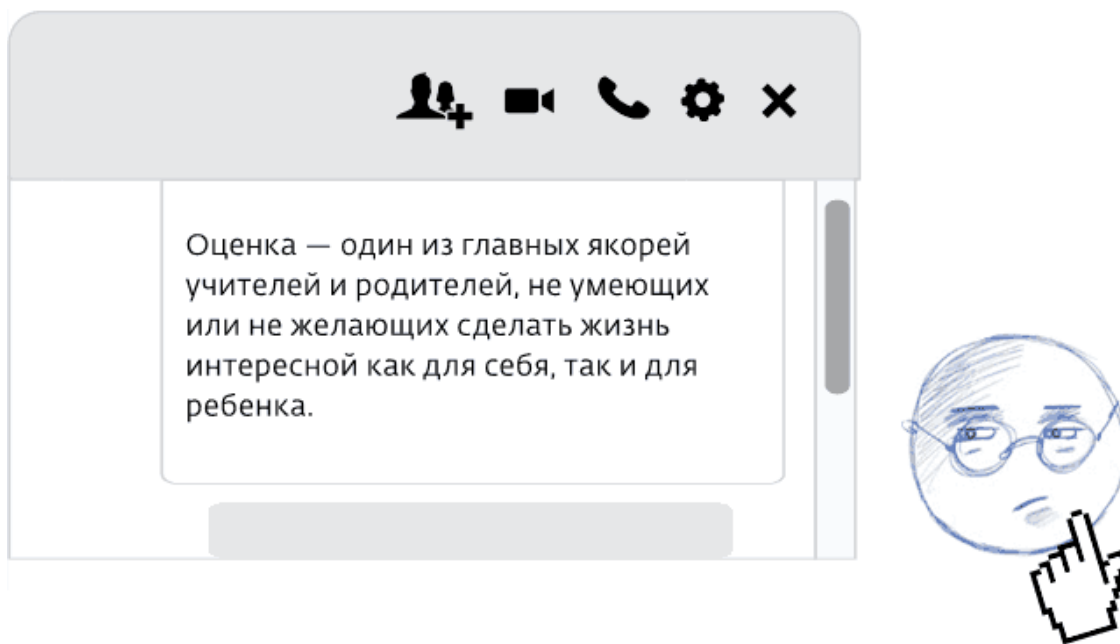 Оценка — один из главных якорей
учителей и родителей, не умеющих
или не желающих сделать жизнь
интересной как для себя, так и для
ребенка.